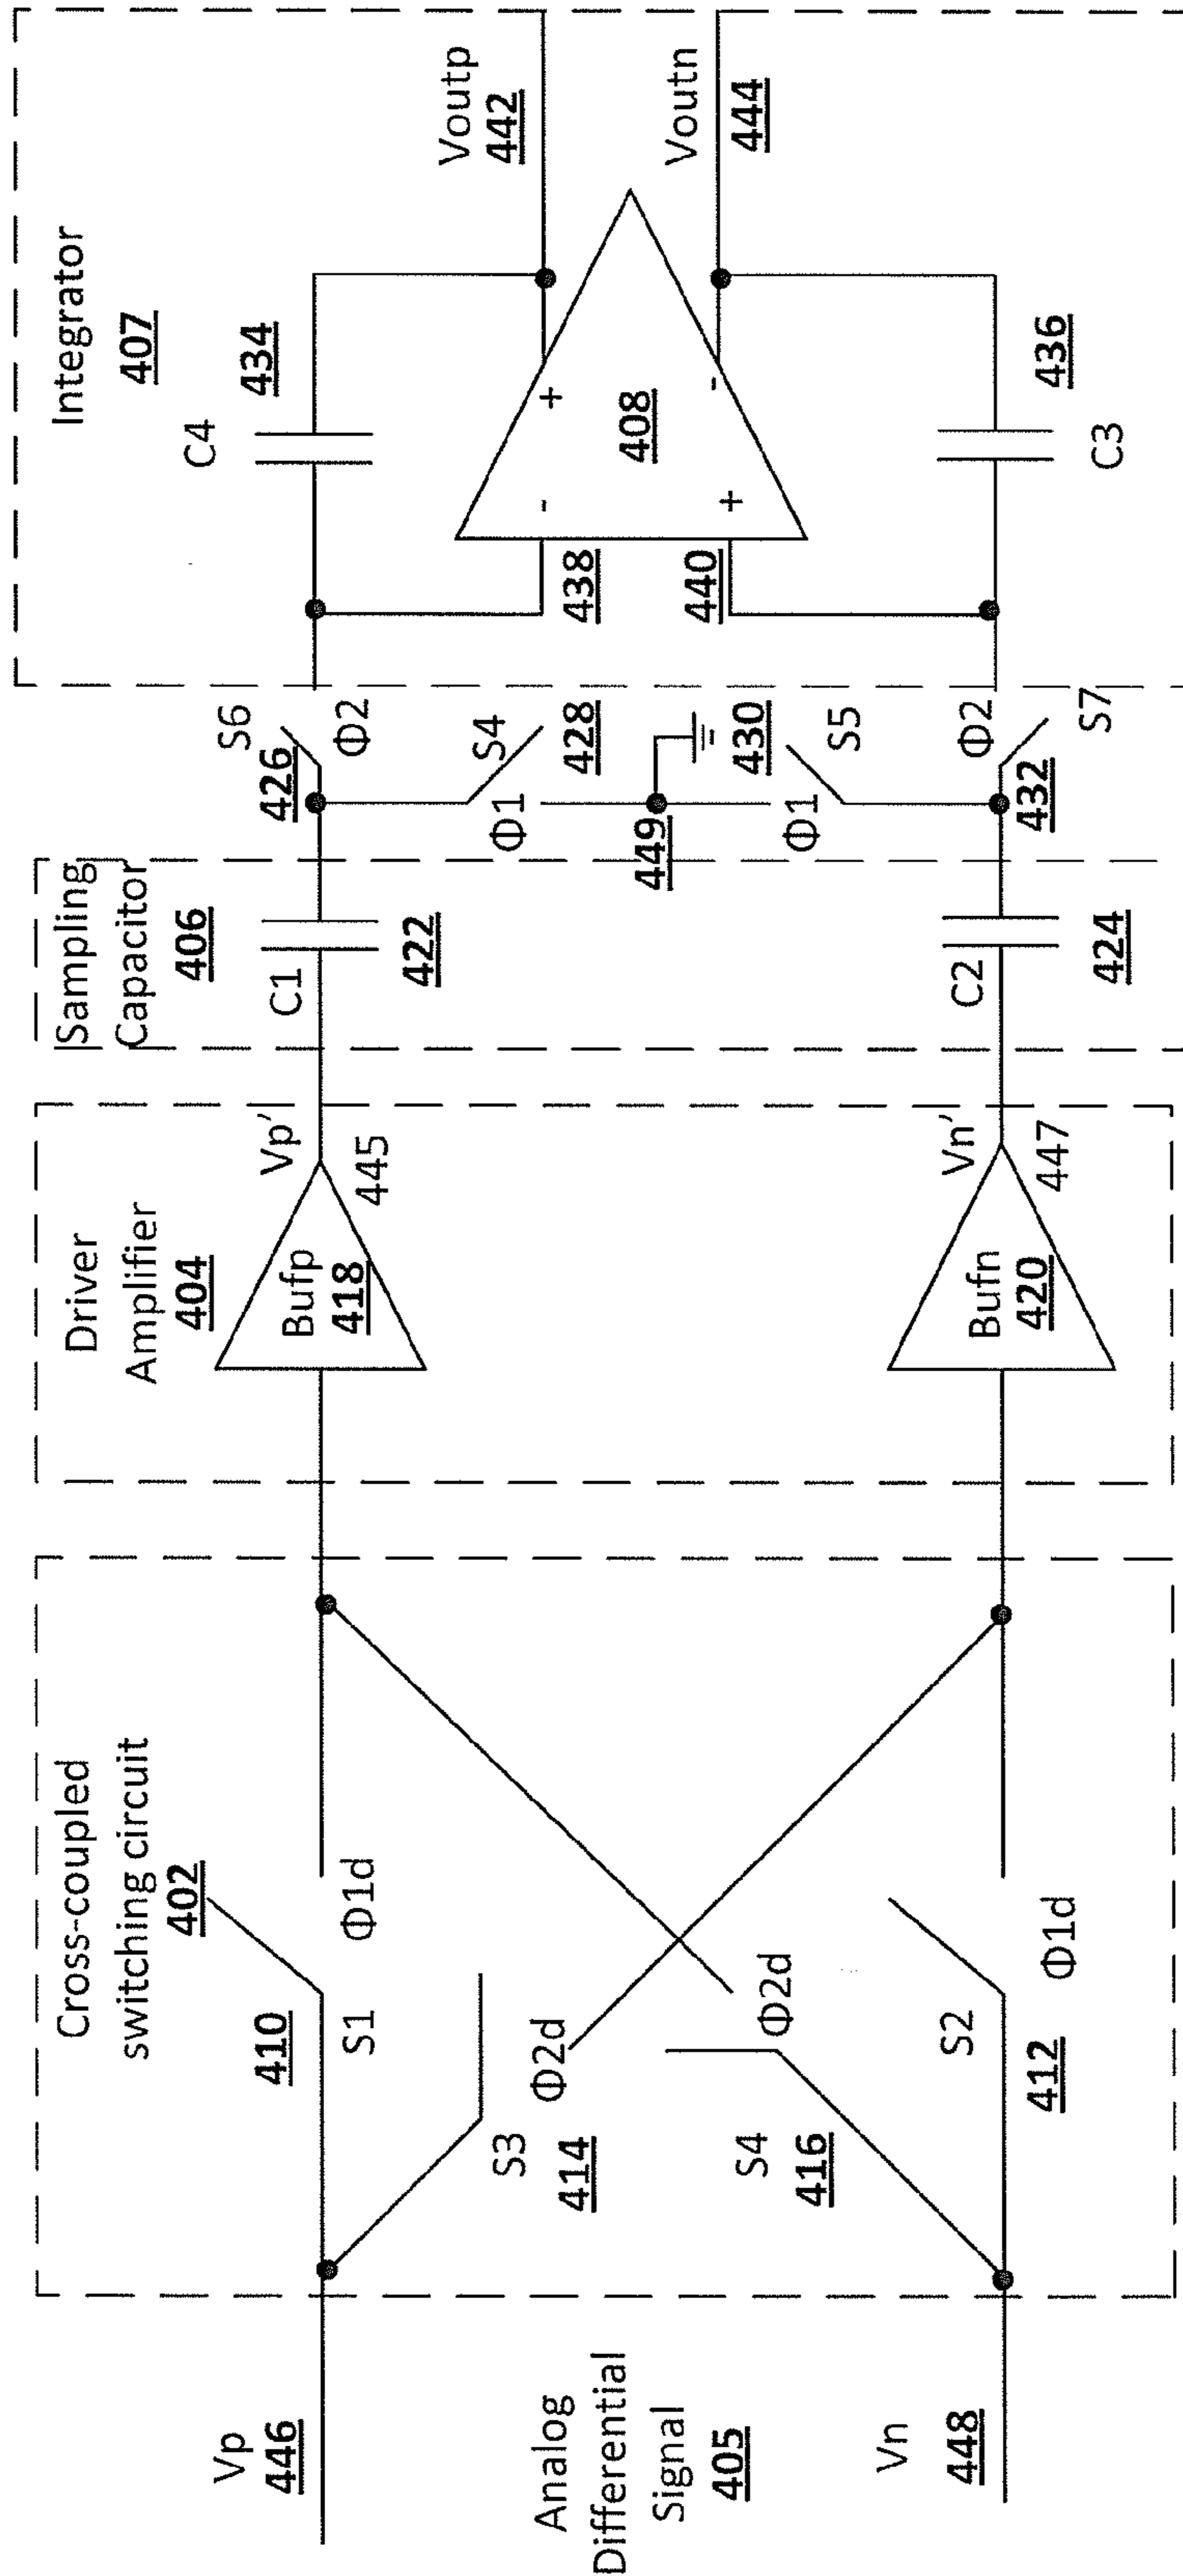 Vp
446
Analog
Differential
Signal
405
Vn
448
Cross-coupled
switching circuit
402
410
S1
Φ1d
S3
414
Φ2d
S4
416
Φ2d
S2
412
Φ1d
Driver
Amplifier
404
Bufp
418
Vp'
445
Bufn
420
Vn'
447
Sampling
Capacitor
406
C1
422
C2
424
426
S6
Φ2
S4
428
Φ1
449
430
S5
Φ1
Φ2
S7
432
Integrator
407
434
C4
-
+
438
408
440
+
-
436
C3
Voutp
442
Voutn
444